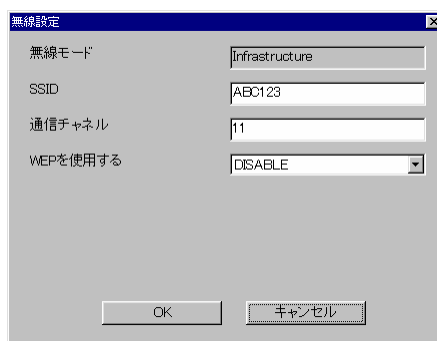 無線設定
無線モード Infrastructure
SSID ABC123
通信チャネル 11
WEPを使用する DISABLE
OK キャンセル